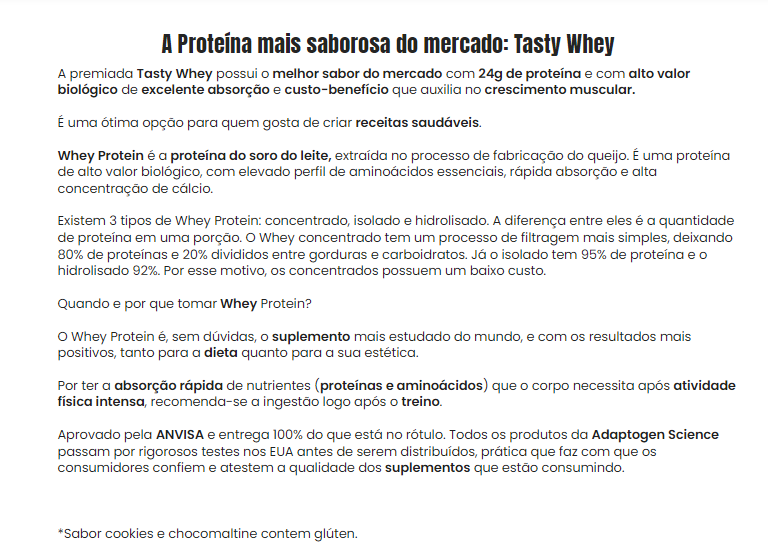 A Proteína mais saborosa do mercado: Tasty Whey
A premiada Tasty Whey possui o melhor sabor do mercado com 24g de proteína e com alto valor
biológico de excelente absorção e custo-benefício que auxilia no crescimento muscular.
É uma ótima opção para quem gosta de criar receitas saudáveis.
Whey Protein é a proteína do soro do leite, extraída no processo de fabricação do queijo. É uma proteína
de alto valor biológico, com elevado perfil de aminoácidos essenciais, rápida absorção e alta
concentração de cálcio.
Existem 3 tipos de Whey Protein: concentrado, isolado e hidrolisado. A diferença entre eles é a quantidade
de proteína em uma porção. O Whey concentrado tem um processo de filtragem mais simples, deixando
80% de proteínas e 20% divididos entre gorduras e carboidratos. Já o isolado tem 95% de proteína e o
hidrolisado 92%. Por esse motivo, os concentrados possuem um baixo custo.
Quando e por que tomar Whey Protein?
O Whey Protein é, sem dúvidas, o suplemento mais estudado do mundo, e com os resultados mais
positivos, tanto para a dieta quanto para a sua estética.
Por ter a absorção rápida de nutrientes (proteínas e aminoácidos) que o corpo necessita após atividade
física intensa, recomenda-se a ingestão logo após o treino.
Aprovado pela ANVISA e entrega 100% do que está no rótulo. Todos os produtos da Adaptogen Science
passam por rigorosos testes nos EUA antes de serem distribuídos, prática que faz com que os
consumidores confiem e atestem a qualidade dos suplementos que estão consumindo.
*Sabor cookies e chocomaltine contem glúten.